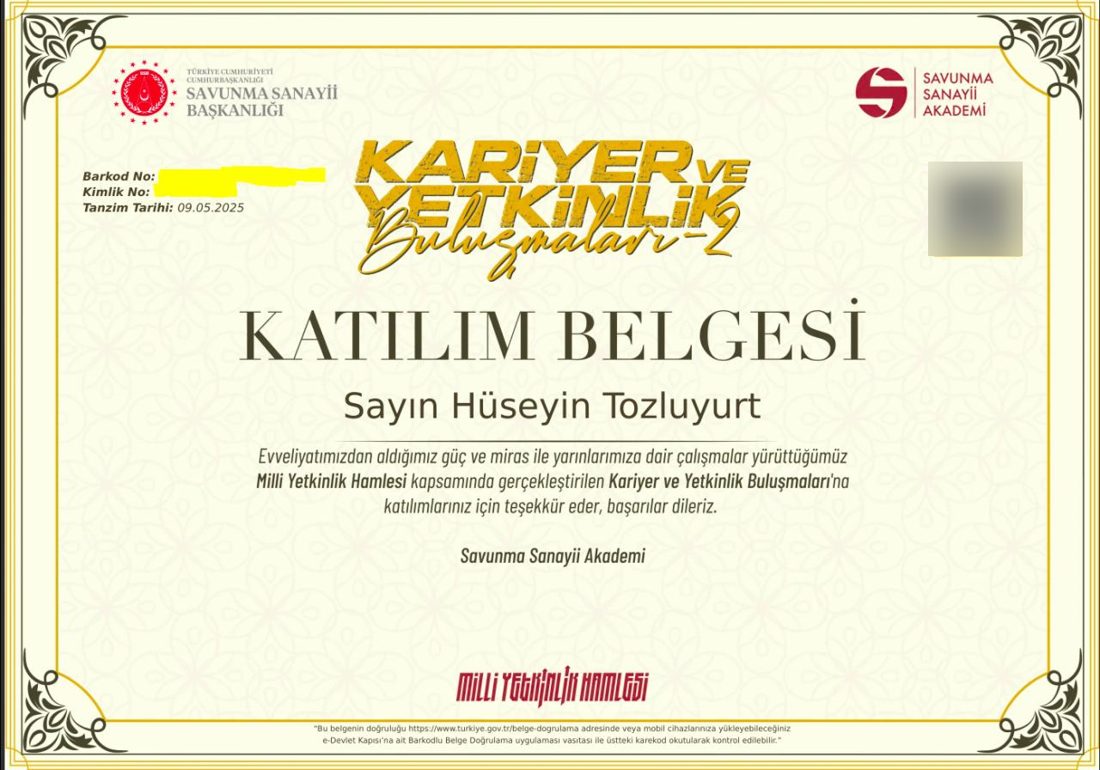 TÜRKİYE CUMHURİYETİ
CUMHURBAŞKANLIĞI
SAVUNMA SANAYİİ
BAŞKANLIĞI
SAVUNMA
SANAYİİ
AKADEMİ
Barkod No:
Kimlik No:
Tanzim Tarihi: 09.05.2025
KARİYER VE
YETKİNLİK
Buluşmaları-2
KATILIM BELGESİ
Sayın Hüseyin Tozluyurt
Evveliyatımızdan aldığımız güç ve miras ile yarınlarımıza dair çalışmalar yürüttüğümüz
Milli Yetkinlik Hamlesi kapsamında gerçekleştirilen Kariyer ve Yetkinlik Buluşmaları'na
katılımlarınız için teşekkür eder, başarılar dileriz.
Savunma Sanayii Akademi
MİLLİ YETKİNLİK HAMLESİ
"Bu belgenin doğruluğu https://www.turkiye.gov.tr/belge-dogrulama adresinde veya mobil cihazlarınıza yükleyebileceğiniz
e-Devlet Kapısı'na ait Barkodlu Belge Doğrulama uygulaması vasıtası ile üstteki karekod okutularak kontrol edilebilir."